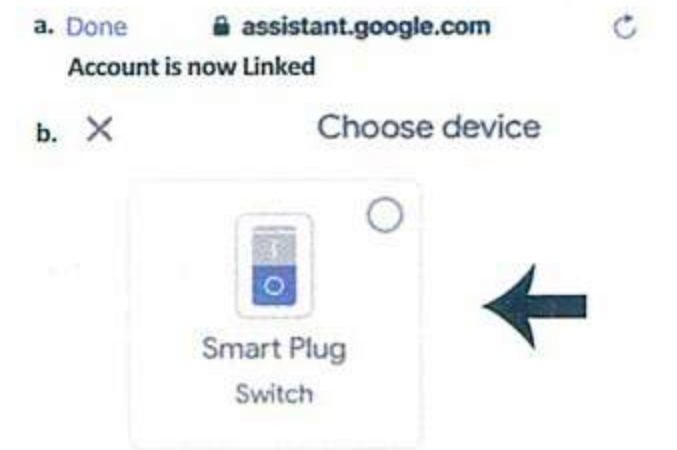 a. Done assistant.google.com
Account is now Linked
b. X Choose device
Smart Plug
Switch